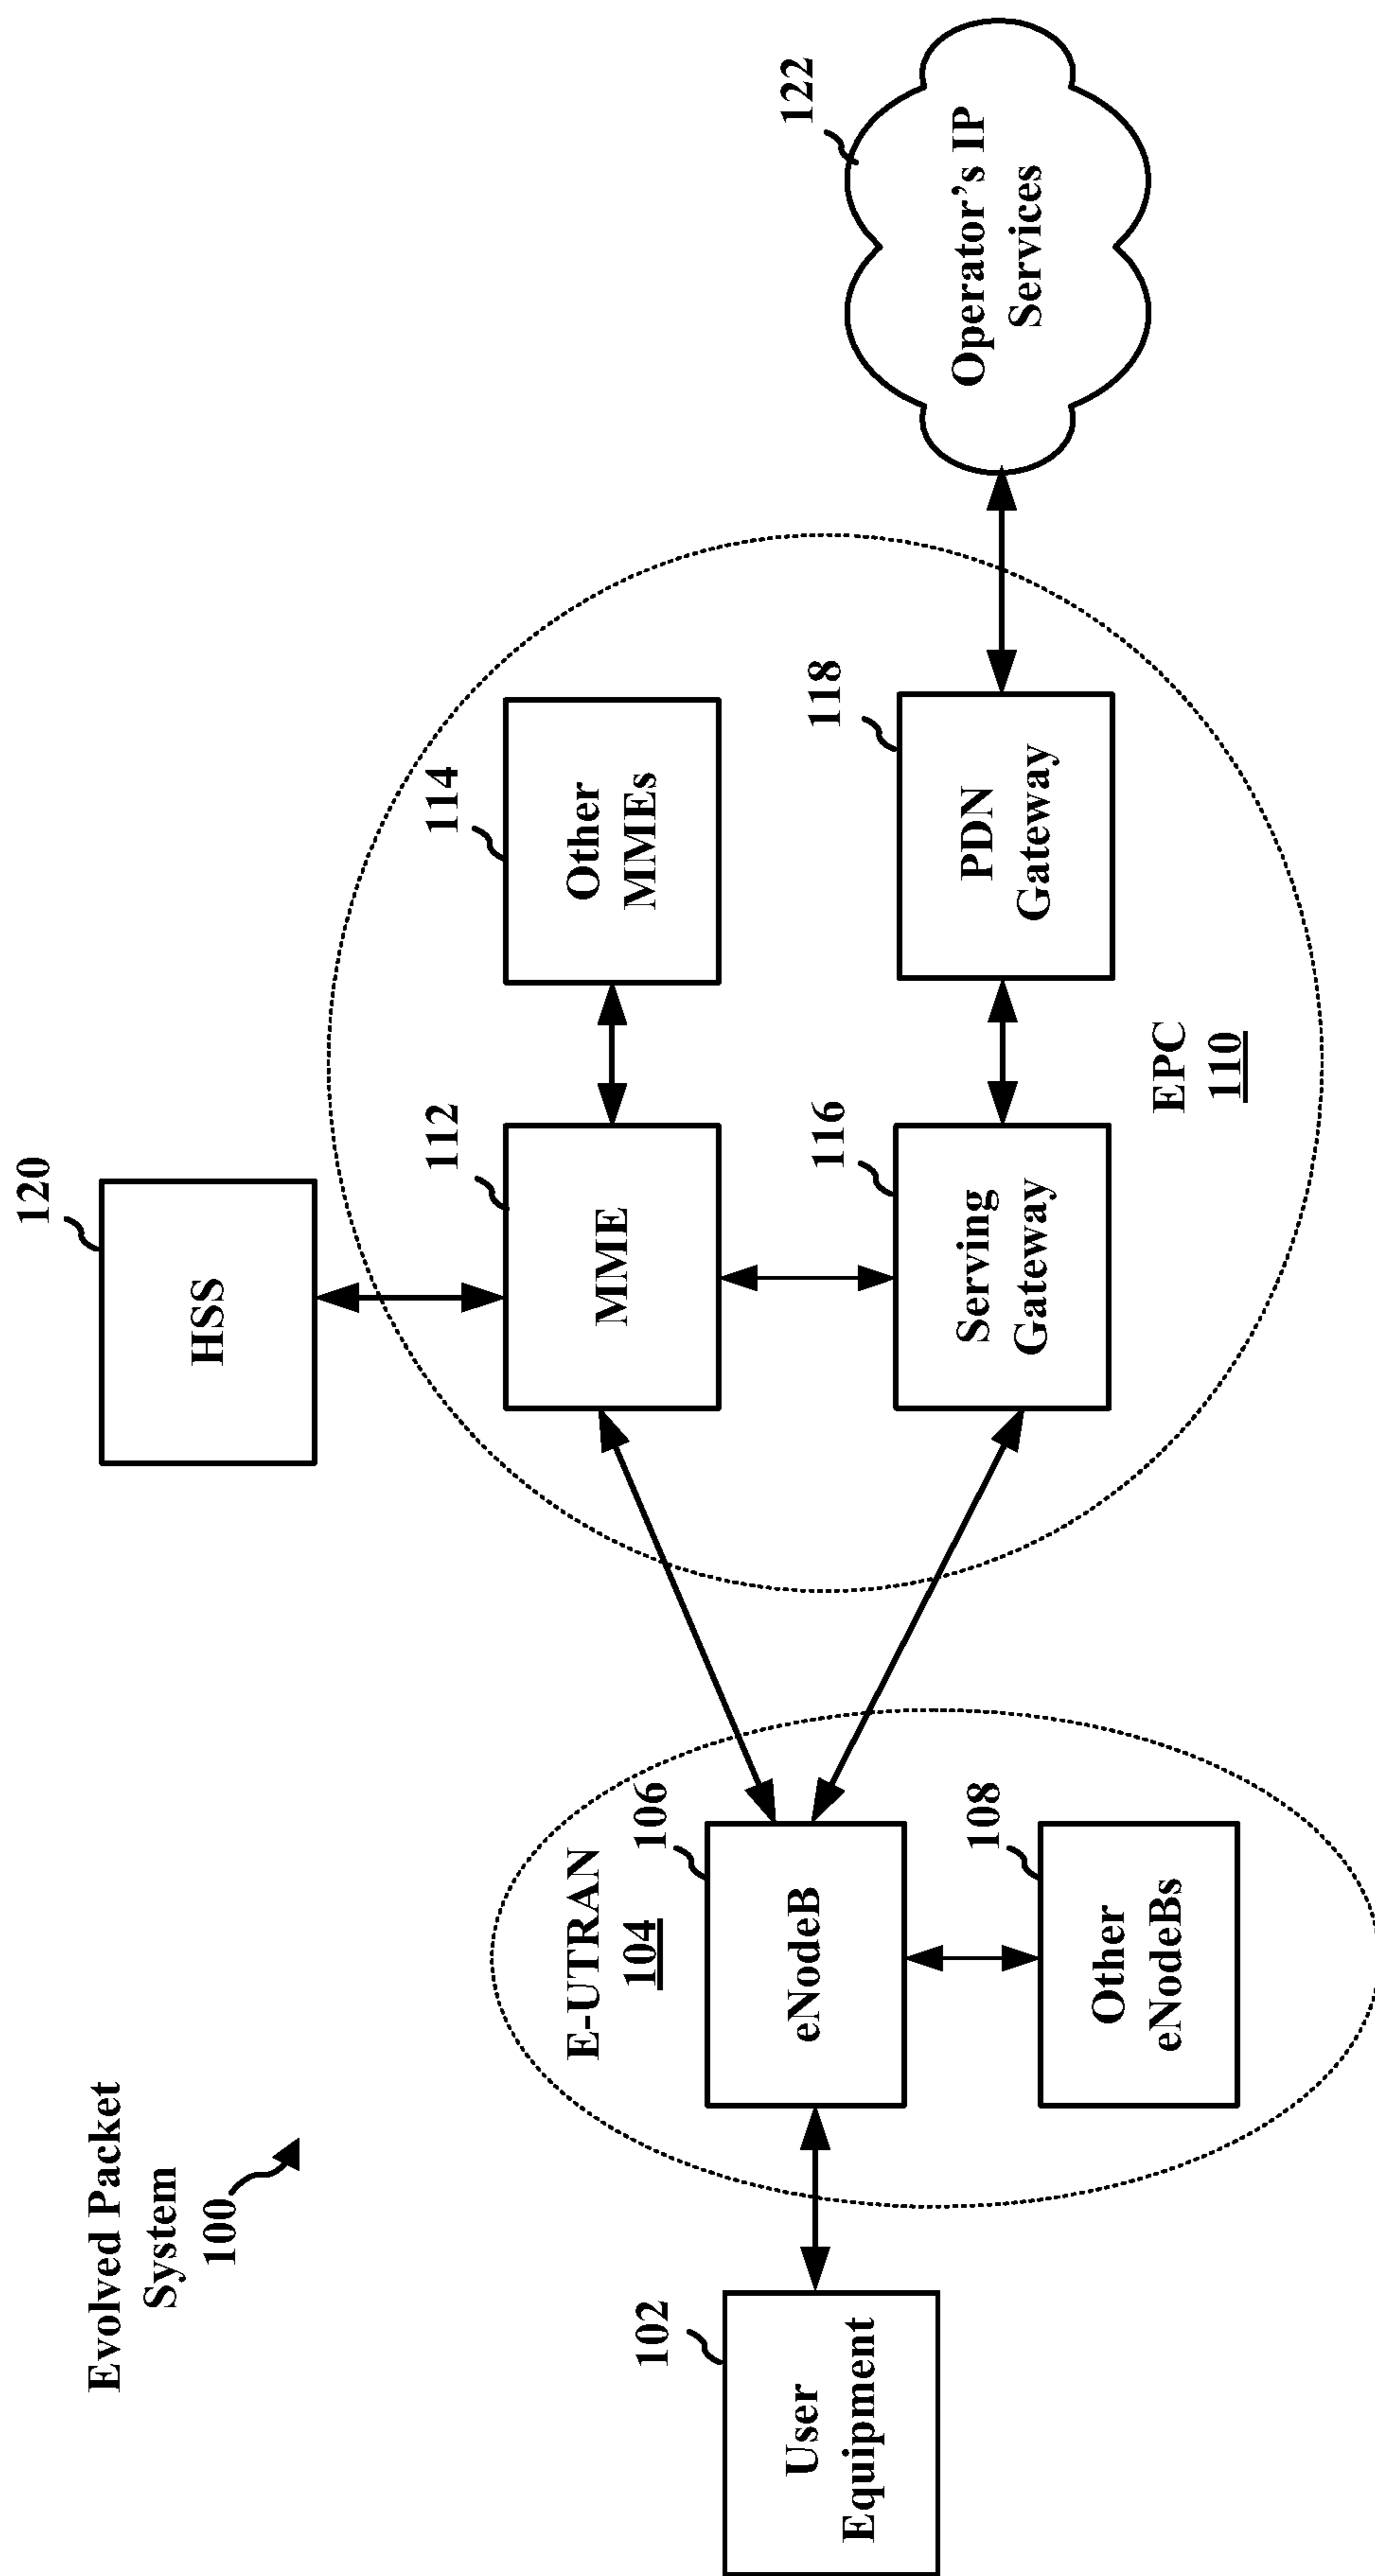 Evolved Packet
System
100
120
HSS
E-UTRAN
104
112
MME
114
Other
MMEs
102
User
Equipment
106
eNodeB
116
Serving
Gateway
118
PDN
Gateway
122
Operator’s IP
Services
108
Other
eNodeBs
EPC
110